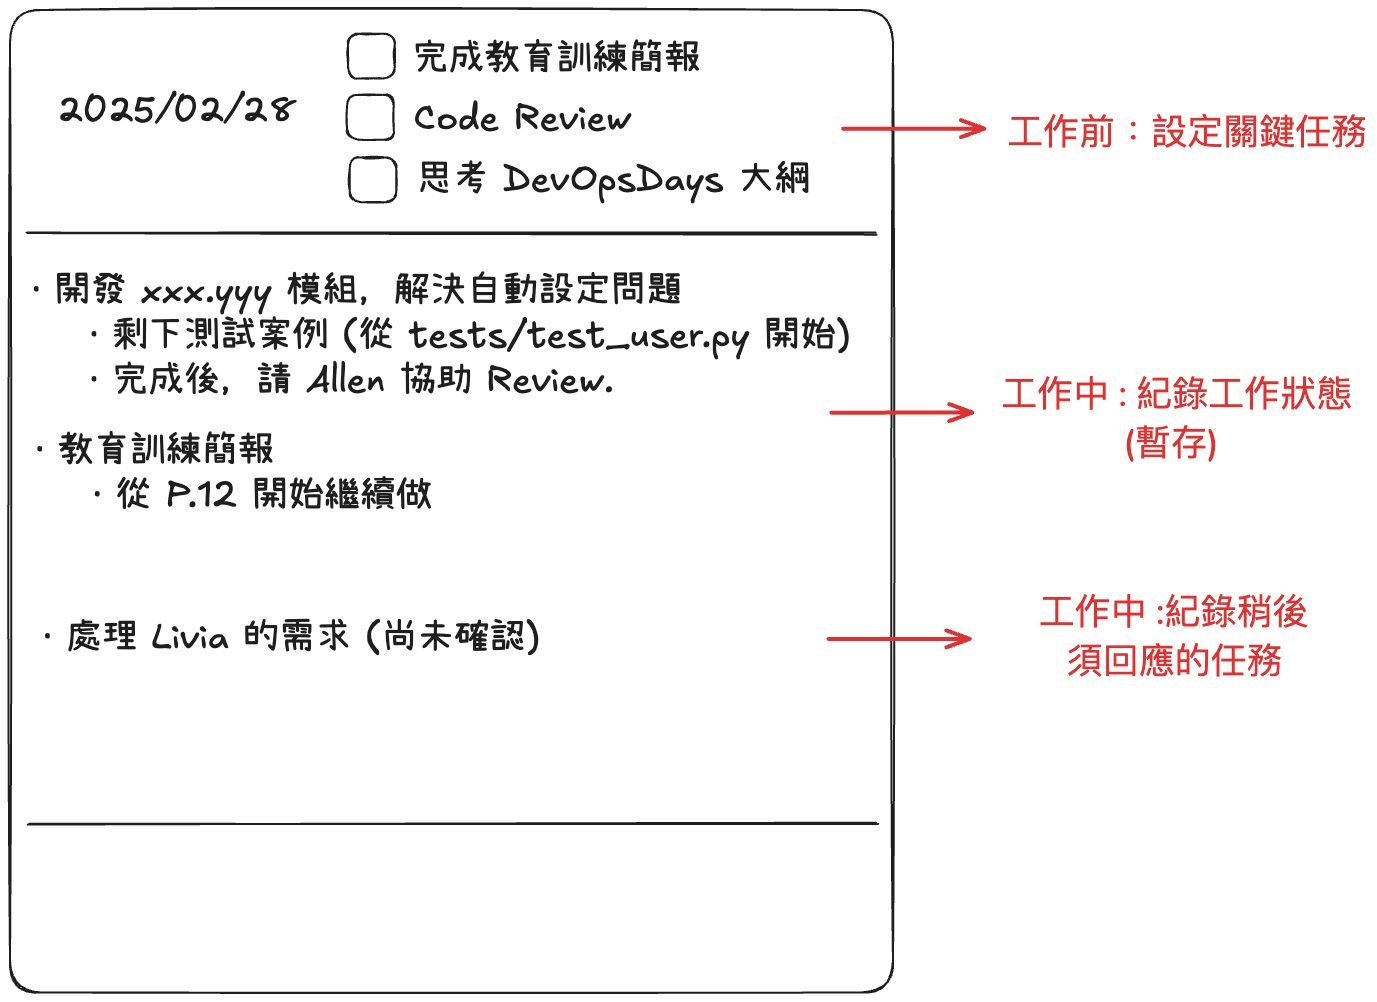 2025/02/28
完成教育訓練簡報
Code Review
思考 DevOpsDays 大綱
工作前：設定關鍵任務
· 開發 xxx.yyy 模組，解決自動設定問題
· 剩下測試案例 (從 tests/test_user.py 開始)
· 完成後，請 Allen 協助 Review.
· 教育訓練簡報
· 從 P.12 開始繼續做
工作中 : 紀錄工作狀態
(暫存)
· 處理 Livia 的需求 (尚未確認)
工作中 :紀錄稍後
須回應的任務